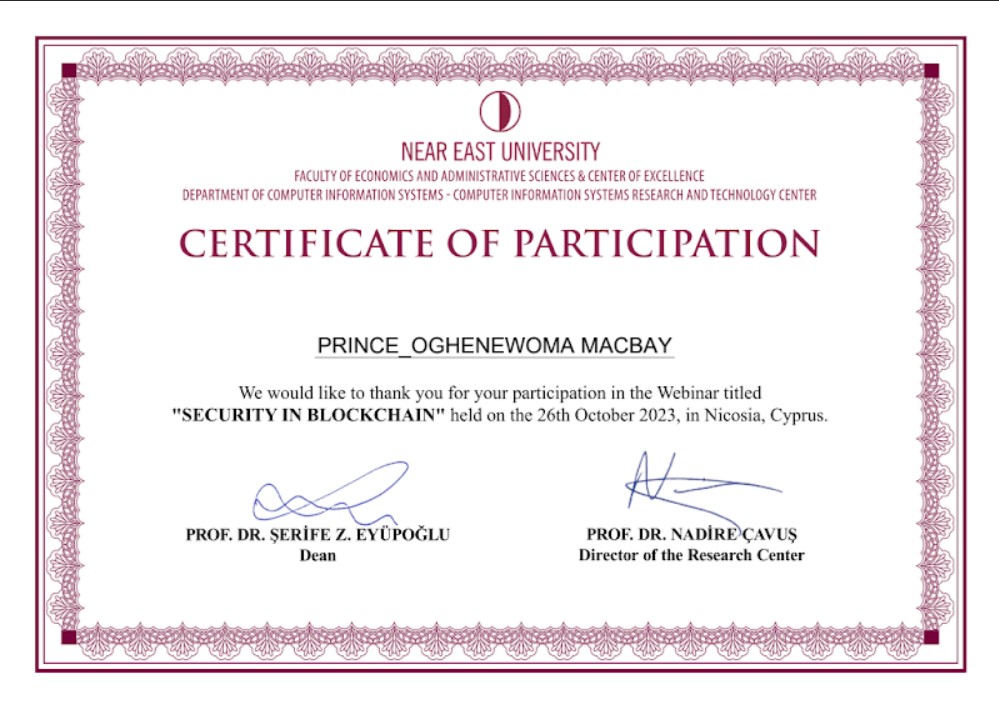 NEAR EAST UNIVERSITY
FACULTY OF ECONOMICS AND ADMINISTRATIVE SCIENCES & CENTER OF EXCELLENCE
DEPARTMENT OF COMPUTER INFORMATION SYSTEMS - COMPUTER INFORMATION SYSTEMS RESEARCH AND TECHNOLOGY CENTER
CERTIFICATE OF PARTICIPATION
PRINCE_OGHENEWOMA MACBAY
We would like to thank you for your participation in the Webinar titled
"SECURITY IN BLOCKCHAIN" held on the 26th October 2023, in Nicosia, Cyprus.
PROF. DR. ŞERİFE Z. EYÜPOĞLU
Dean
PROF. DR. NADİRE ÇAVUŞ
Director of the Research Center